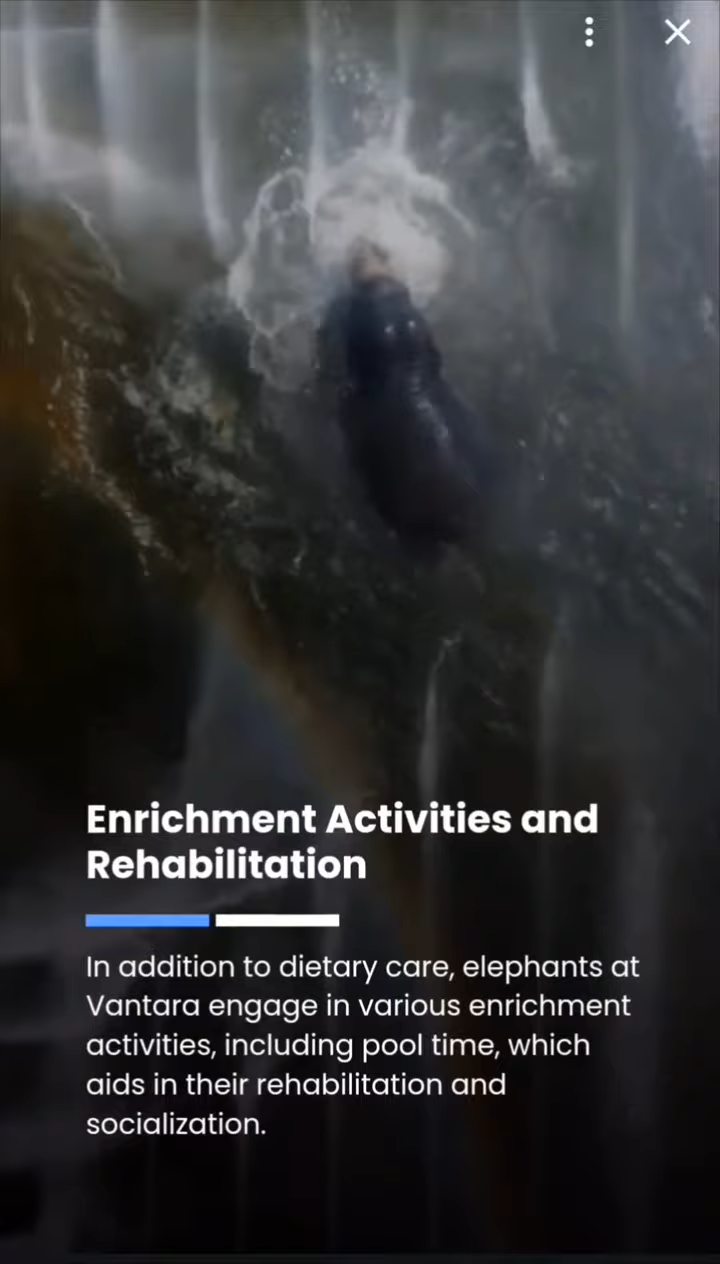 Enrichment Activities and
Rehabilitation
In addition to dietary care, elephants at
Vantara engage in various enrichment
activities, including pool time, which
aids in their rehabilitation and
socialization.